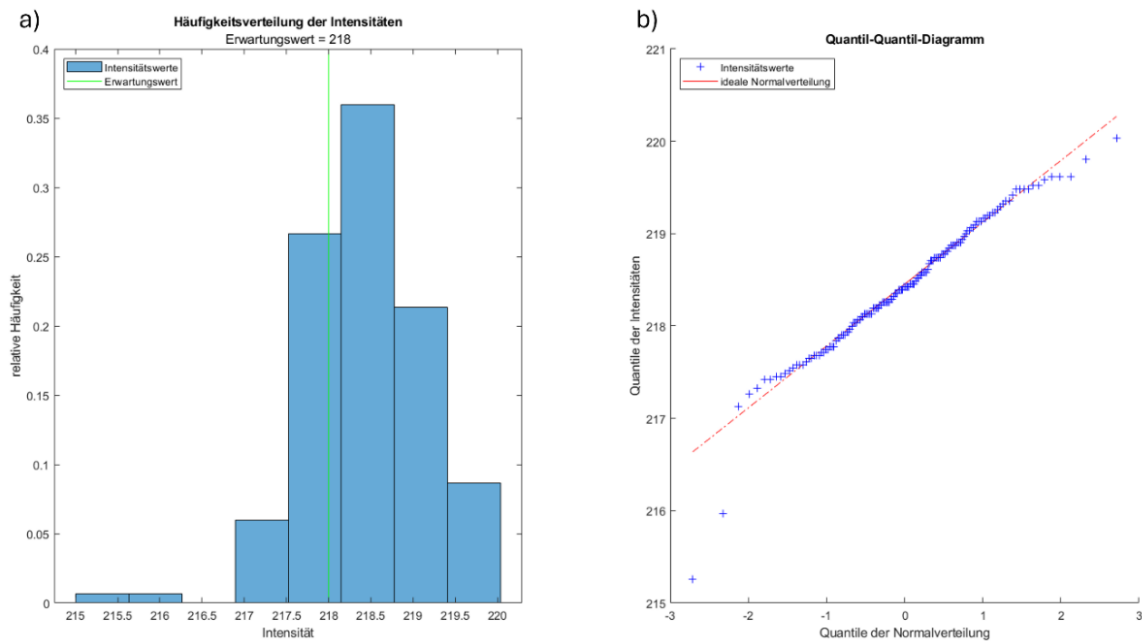 a)
Häufigkeitsverteilung der Intensitäten
Erwartungswert = 218
Intensitätswerte
Erwartungswert
relative Häufigkeit
0.4
0.35
0.3
0.25
0.2
0.15
0.1
0.05
0
215 215.5 216 216.5 217 217.5 218 218.5 219 219.5 220
Intensität
b)
Quantil-Quantil-Diagramm
Intensitätswerte
ideale Normalverteilung
Quantile der Intensitäten
221
220
219
218
217
216
215
-3 -2 -1 0 1 2 3
Quantile der Normalverteilung